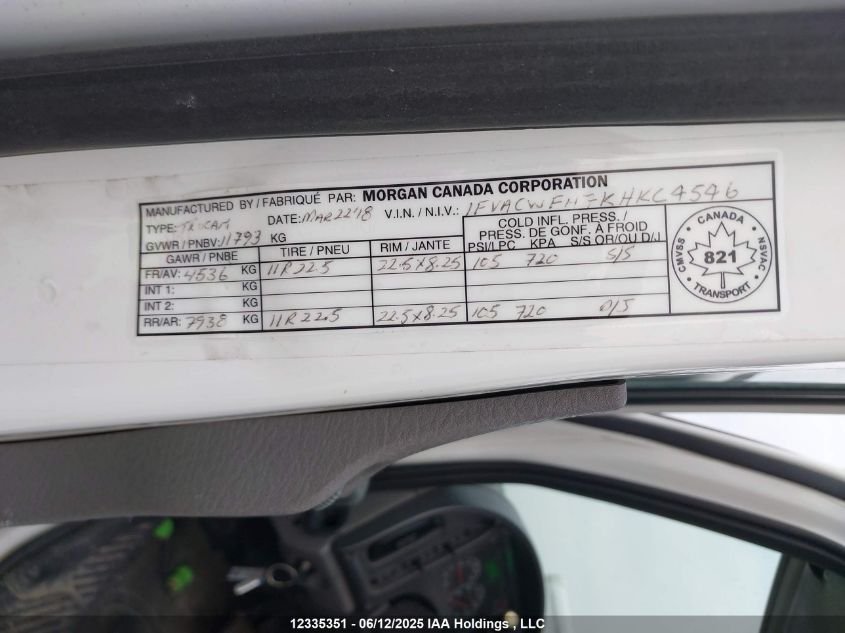 MANUFACTURED BY / FABRIQUÉ PAR: MORGAN CANADA CORPORATION
TYPE: DATE: MAR 22 '18 V.I.N. / N.I.V.:
GVWR / PNBV: 11793 KG
GAWR / PNBE TIRE / PNEU RIM / JANTE COLD INFL. PRESS. / PRESS. DE GONF. À FROID
PSI/LPC KPA S/S OR/OU D/J
FR/AV: 4536 KG 11R22.5 22.5x8.25 105 720 S/S
INT 1: KG
INT 2: KG
RR/AR: 7938 KG 11R22.5 22.5x8.25 105 720 D/J
CANADA
CMVSS 821 NSVAC
TRANSPORT
12335351 - 06/12/2025 IAA Holdings , LLC